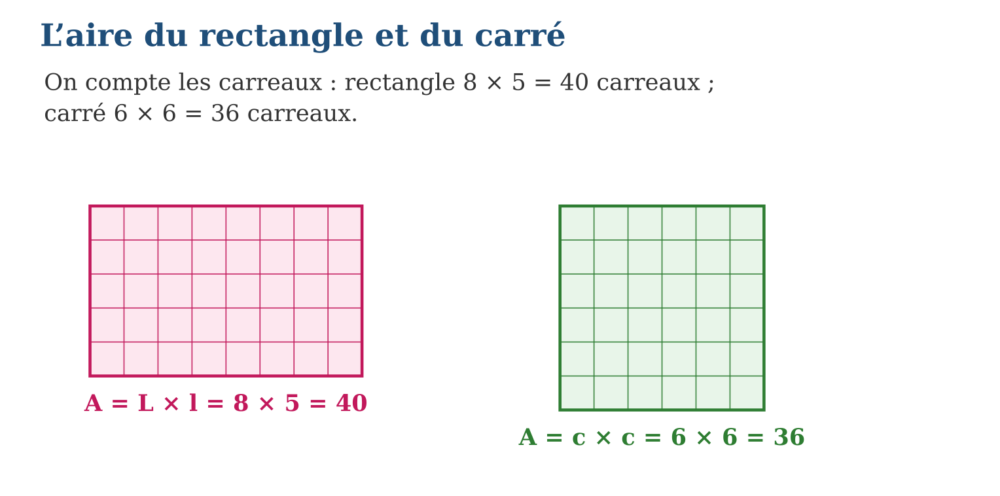 L’aire du rectangle et du carré
On compte les carreaux : rectangle 8 × 5 = 40 carreaux ;
carré 6 × 6 = 36 carreaux.
A = L × l = 8 × 5 = 40
A = c × c = 6 × 6 = 36